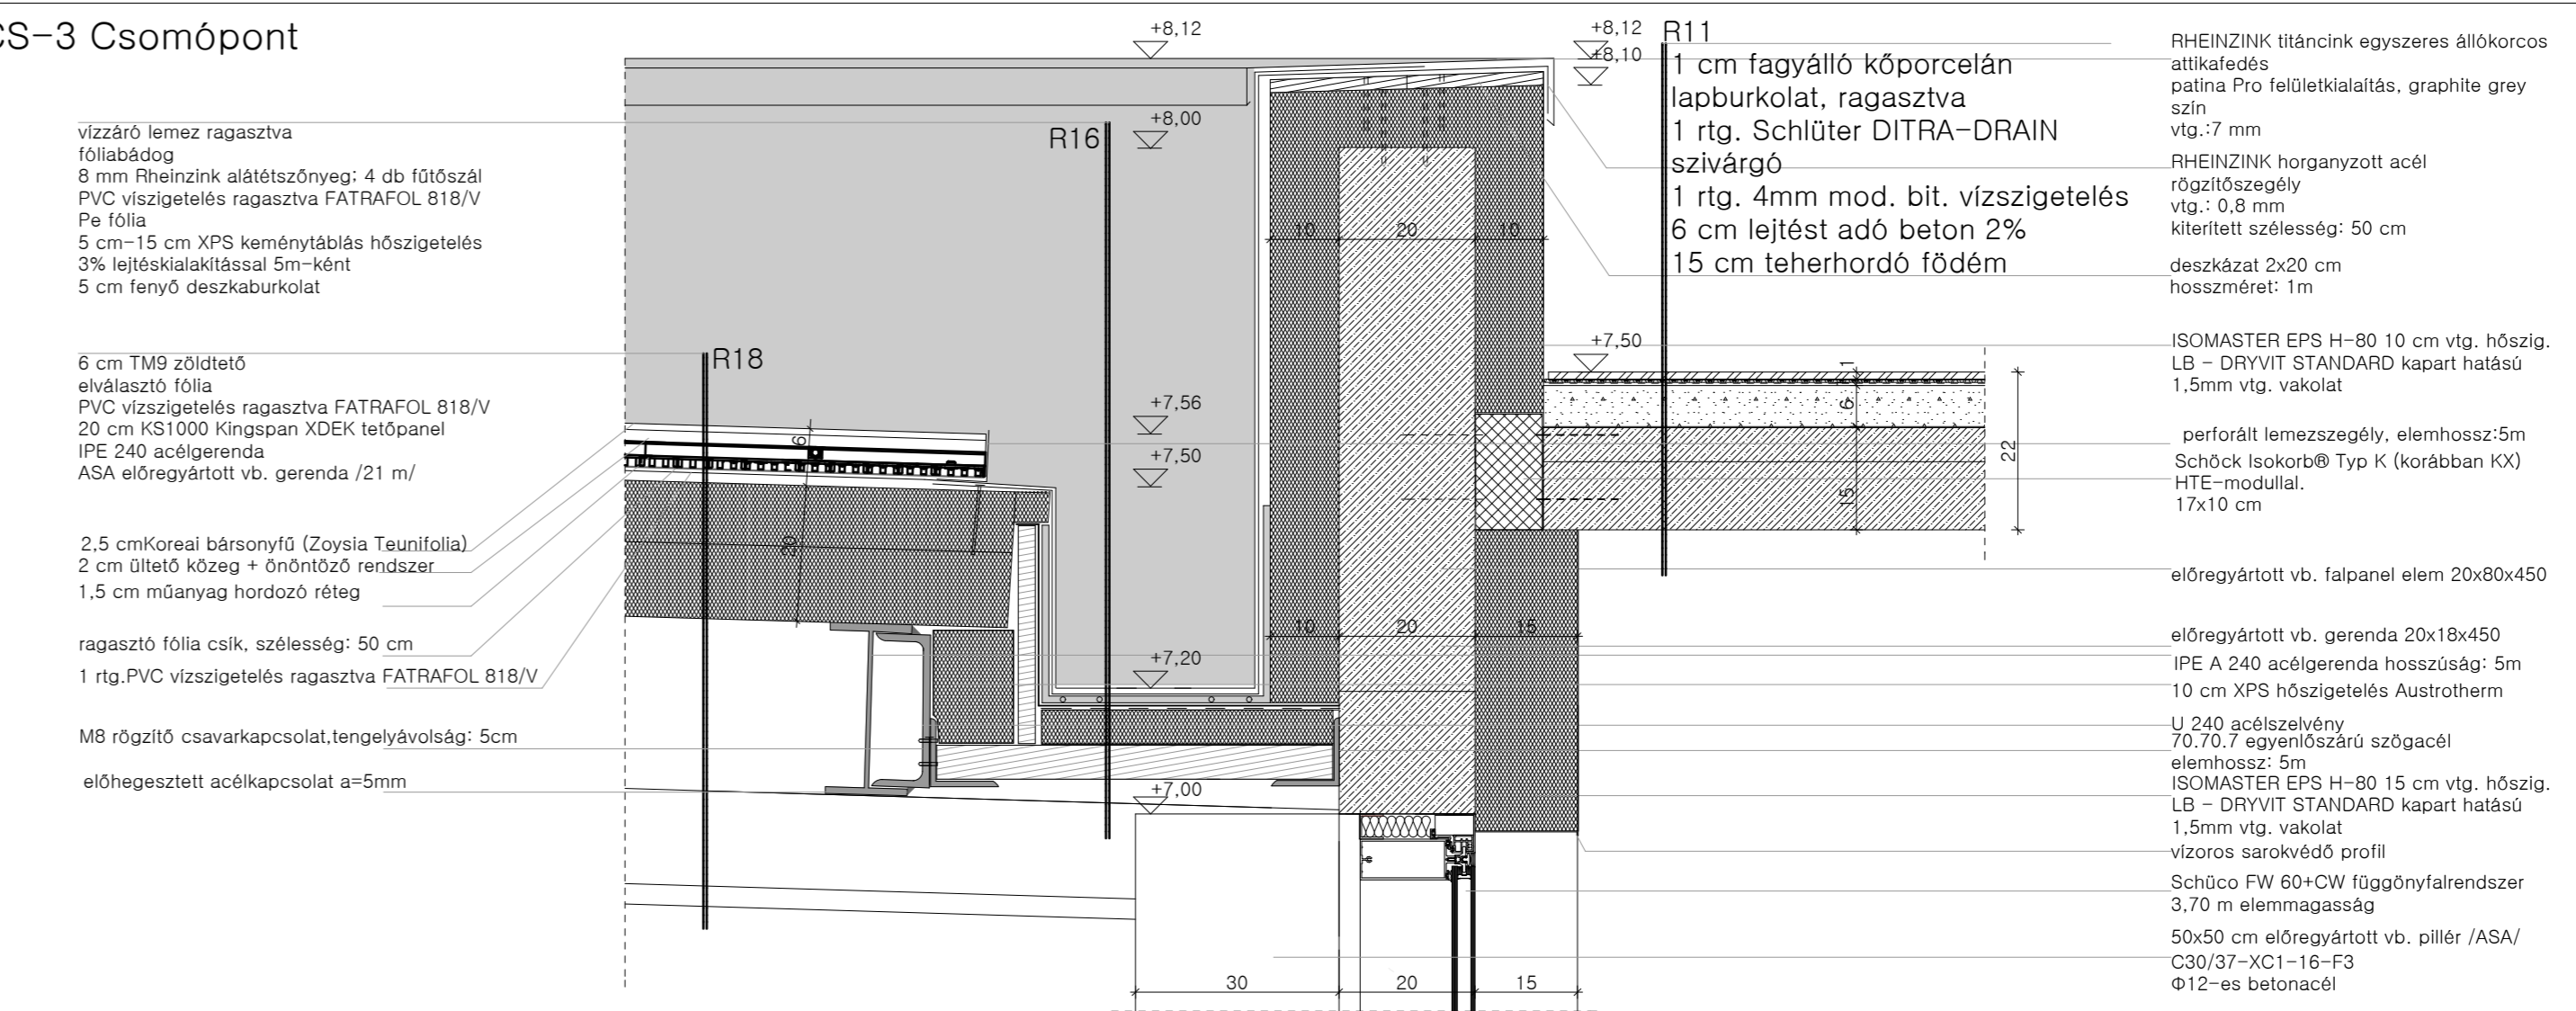 CS-3 Csomópont
vízzáró lemez ragasztva
fóliabádog
8 mm Rheinzink alátétszőnyeg; 4 db fűtőszál
PVC víszigetelés ragasztva FATRAFOL 818/V
Pe fólia
5 cm-15 cm XPS keménytáblás hőszigetelés
3% lejtéskialakítással 5m-ként
5 cm fenyő deszkaburkolat
6 cm TM9 zöldtető
elválasztó fólia
PVC vízszigetelés ragasztva FATRAFOL 818/V
20 cm KS1000 Kingspan XDEK tetőpanel
IPE 240 acélgerenda
ASA előregyártott vb. gerenda /21 m/
2,5 cmKoreai bársonyfű (Zoysia Teunifolia)
2 cm ültető közeg + önöntöző rendszer
1,5 cm műanyag hordozó réteg
ragasztó fólia csík, szélesség: 50 cm
1 rtg.PVC vízszigetelés ragasztva FATRAFOL 818/V
M8 rögzítő csavarkapcsolat,tengelyávolság: 5cm
előhegesztett acélkapcsolat a=5mm
R18
R16
+8,12
+8,00
+7,56
+7,50
+7,20
+7,00
6
20
10
20
10
10
20
15
30
20
15
+8,12
+8,10
+7,50
R11
1 cm fagyálló kőporcelán
lapburkolat, ragasztva
1 rtg. Schlüter DITRA-DRAIN
szivárgó
1 rtg. 4mm mod. bit. vízszigetelés
6 cm lejtést adó beton 2%
15 cm teherhordó födém
1
6
15
22
RHEINZINK titáncink egyszeres állókorcos
attikafedés
patina Pro felületkialaítás, graphite grey
szín
vtg.:7 mm
RHEINZINK horganyzott acél
rögzítőszegély
vtg.: 0,8 mm
kiterített szélesség: 50 cm
deszkázat 2x20 cm
hosszméret: 1m
ISOMASTER EPS H-80 10 cm vtg. hőszig.
LB - DRYVIT STANDARD kapart hatású
1,5mm vtg. vakolat
perforált lemezszegély, elemhossz:5m
Schöck Isokorb® Typ K (korábban KX)
HTE-modullal.
17x10 cm
előregyártott vb. falpanel elem 20x80x450
előregyártott vb. gerenda 20x18x450
IPE A 240 acélgerenda hosszúság: 5m
10 cm XPS hőszigetelés Austrotherm
U 240 acélszelvény
70.70.7 egyenlőszárú szögacél
elemhossz: 5m
ISOMASTER EPS H-80 15 cm vtg. hőszig.
LB - DRYVIT STANDARD kapart hatású
1,5mm vtg. vakolat
vízoros sarokvédő profil
Schüco FW 60+CW függönyfalrendszer
3,70 m elemmagasság
50x50 cm előregyártott vb. pillér /ASA/
C30/37-XC1-16-F3
Φ12-es betonacél